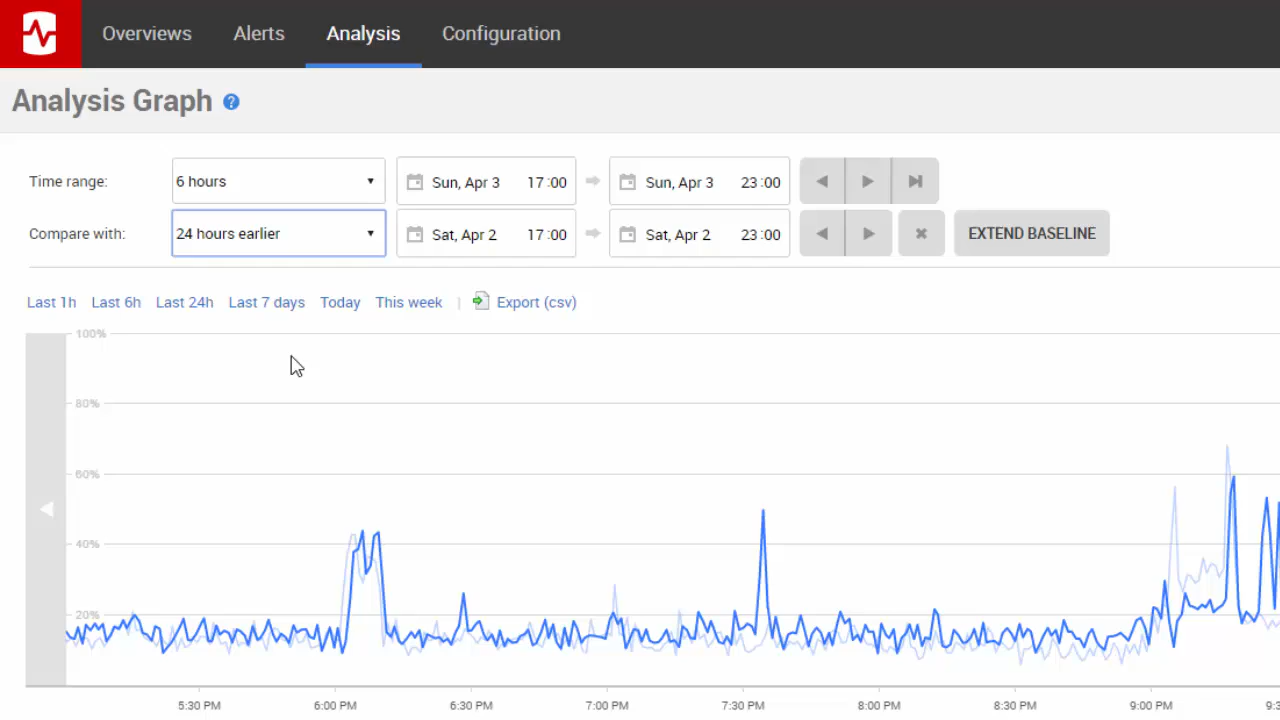 Overviews Alerts Analysis Configuration
Analysis Graph ?
Time range: 6 hours Sun, Apr 3 17:00 Sun, Apr 3 23:00
Compare with: 24 hours earlier Sat, Apr 2 17:00 Sat, Apr 2 23:00 EXTEND BASELINE
Last 1h Last 6h Last 24h Last 7 days Today This week | Export (csv)
100%
80%
60%
40%
20%
5:30 PM 6:00 PM 6:30 PM 7:00 PM 7:30 PM 8:00 PM 8:30 PM 9:00 PM 9:3